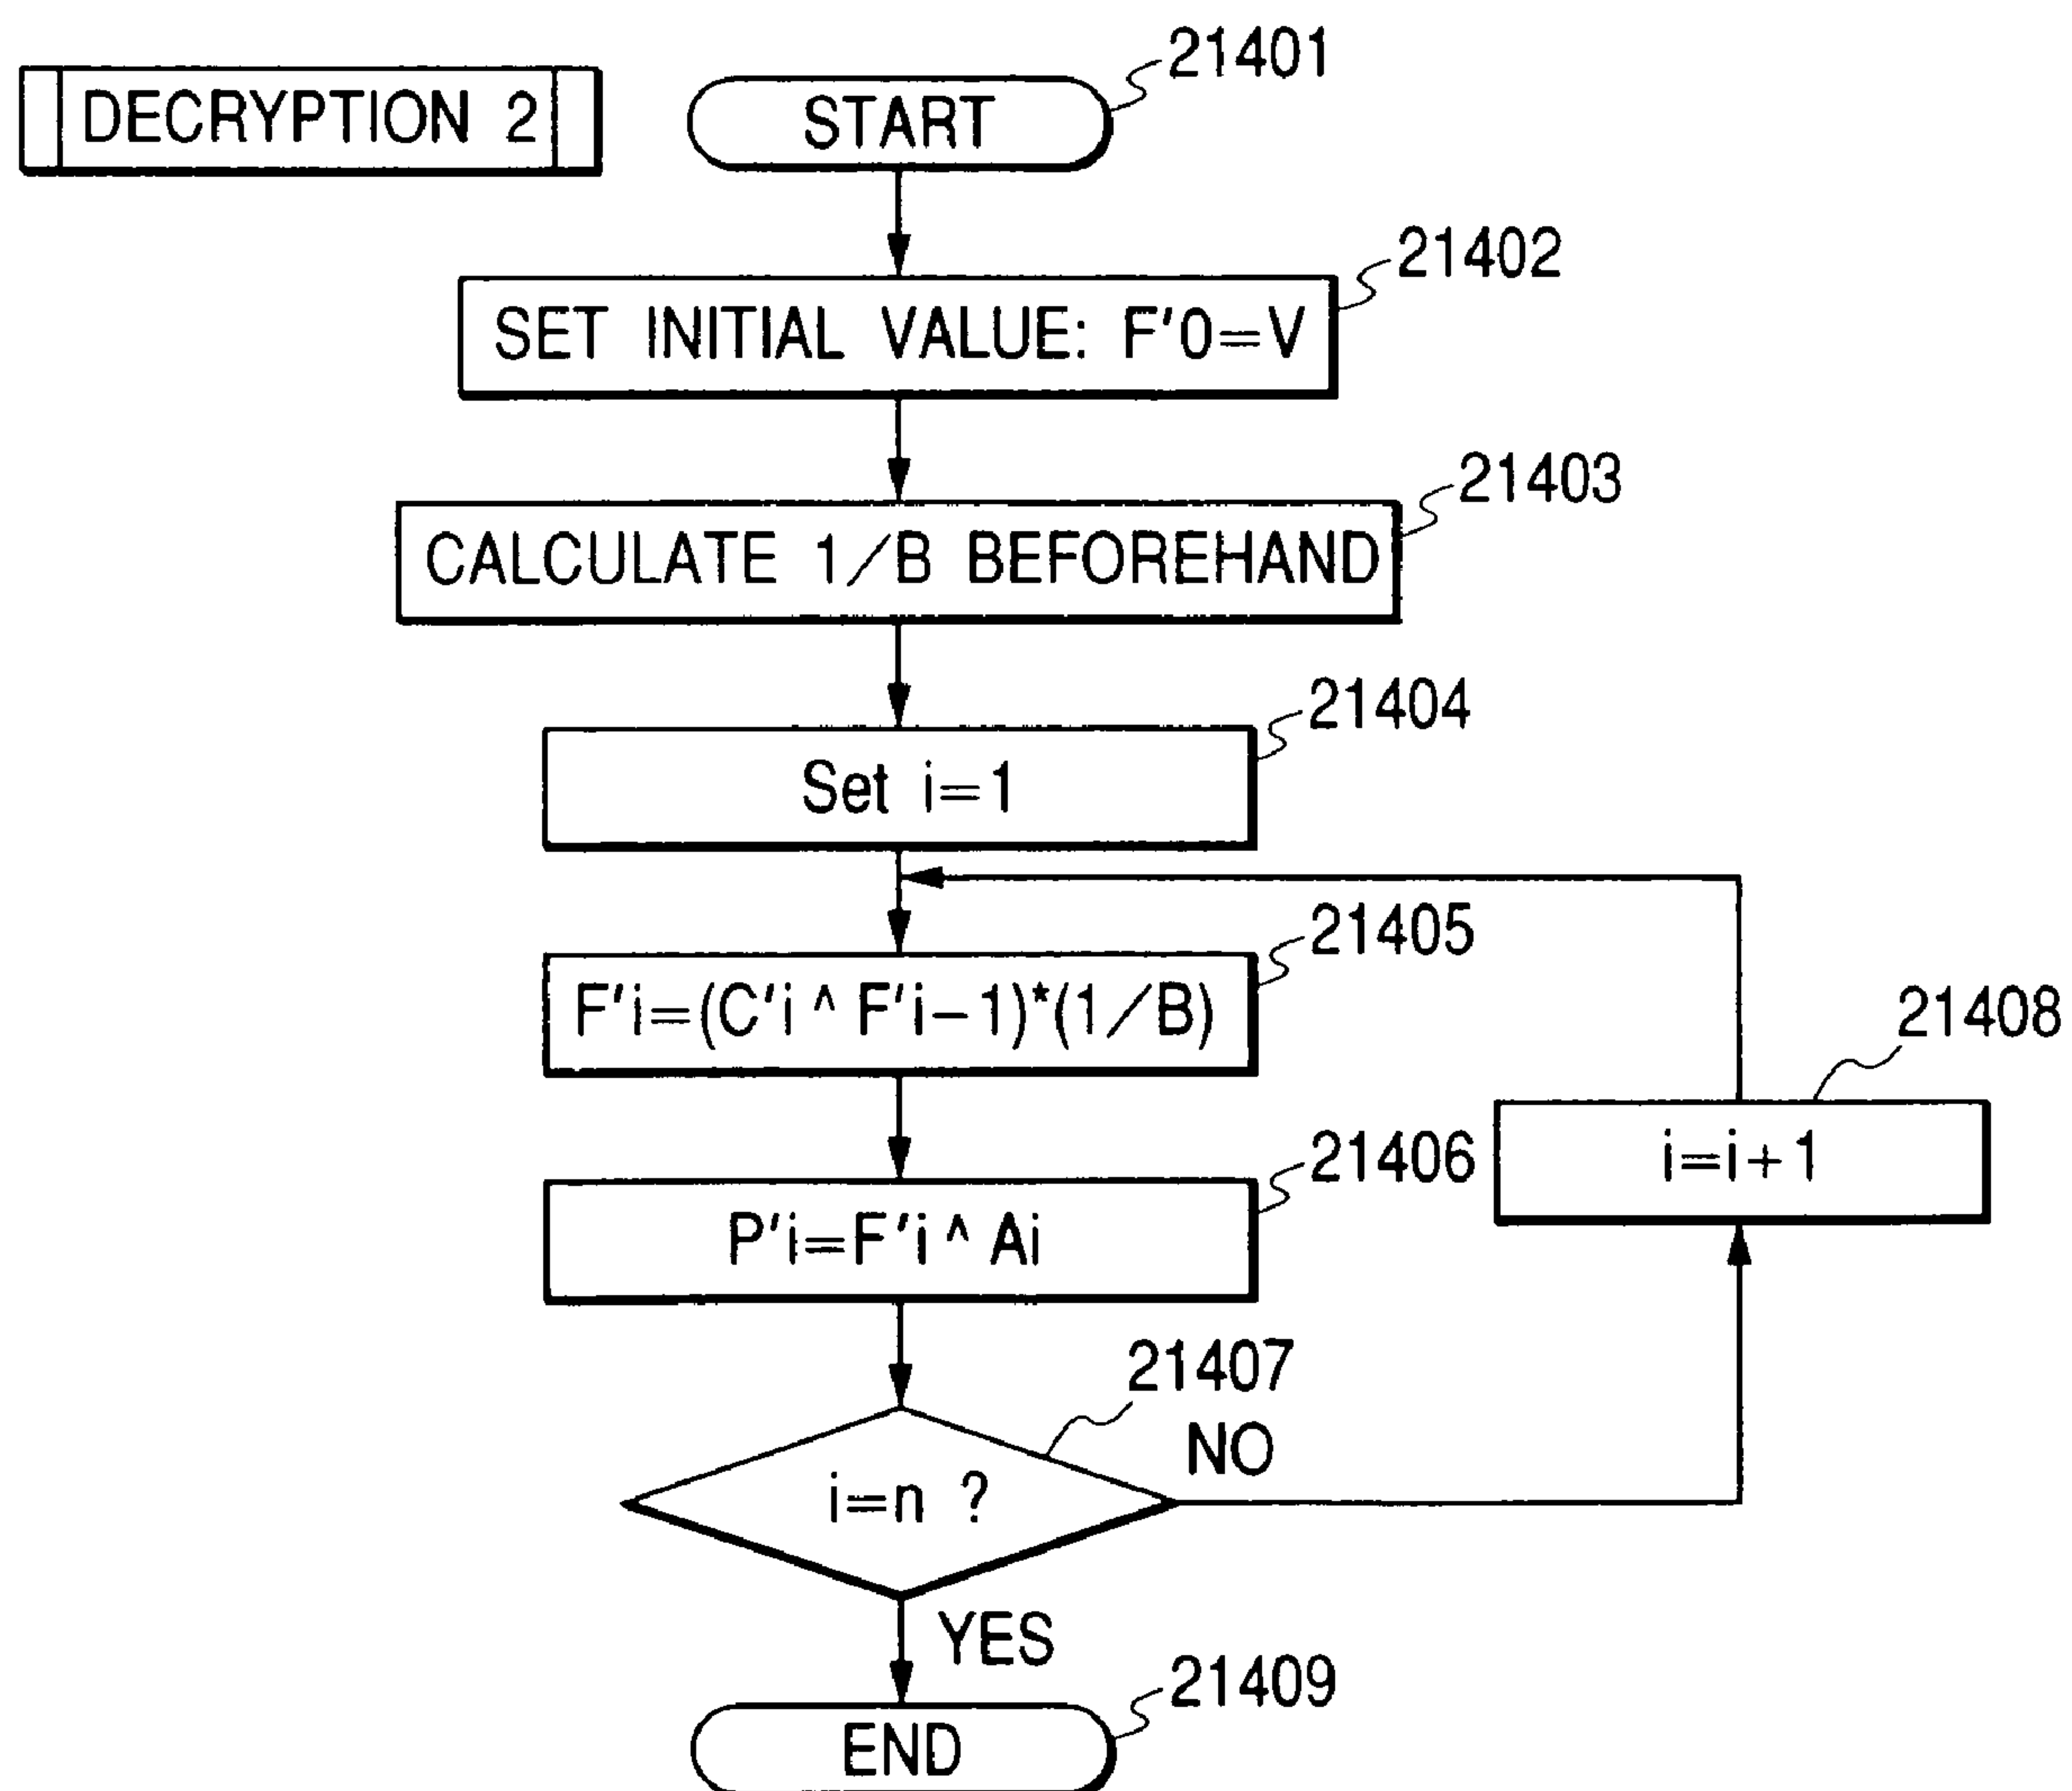 DECRYPTION 2
START
21401
SET INITIAL VALUE: F'0=V
21402
CALCULATE 1/B BEFOREHAND
21403
Set i=1
21404
F'i=(C'i ^ F'i-1)*(1/B)
21405
P'i=F'i ^ Ai
21406
i=i+1
21408
i=n ?
21407
NO
YES
END
21409